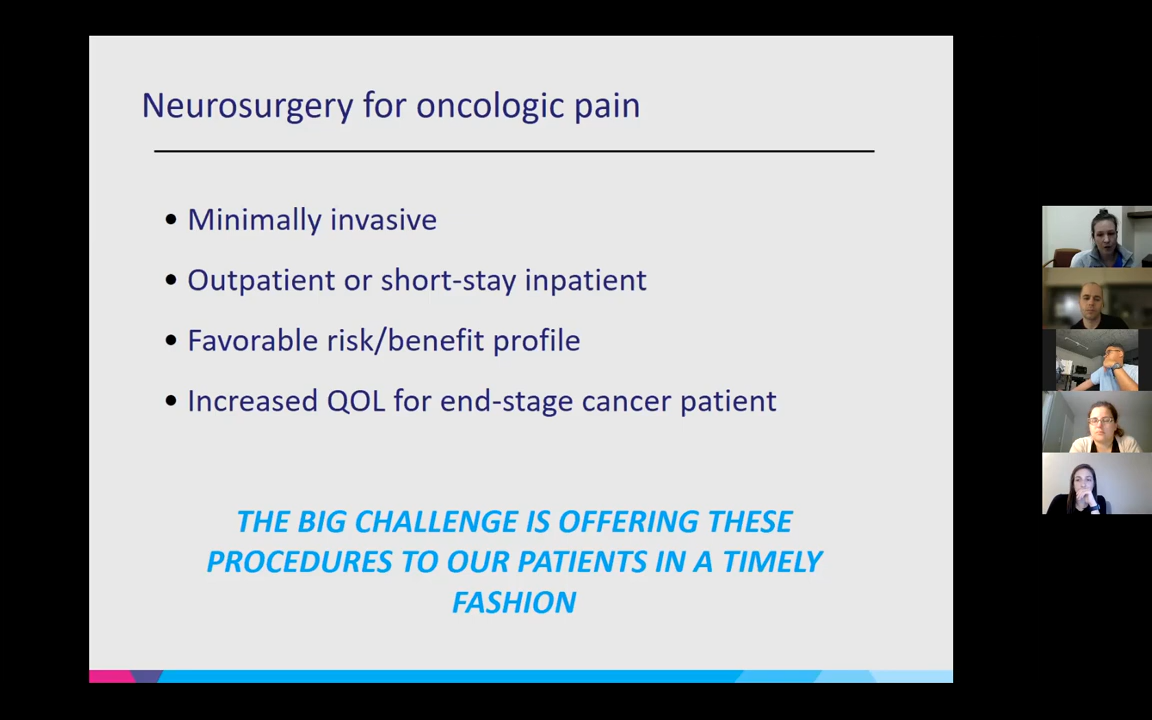 Neurosurgery for oncologic pain
• Minimally invasive
• Outpatient or short-stay inpatient
• Favorable risk/benefit profile
• Increased QOL for end-stage cancer patient
THE BIG CHALLENGE IS OFFERING THESE
PROCEDURES TO OUR PATIENTS IN A TIMELY
FASHION